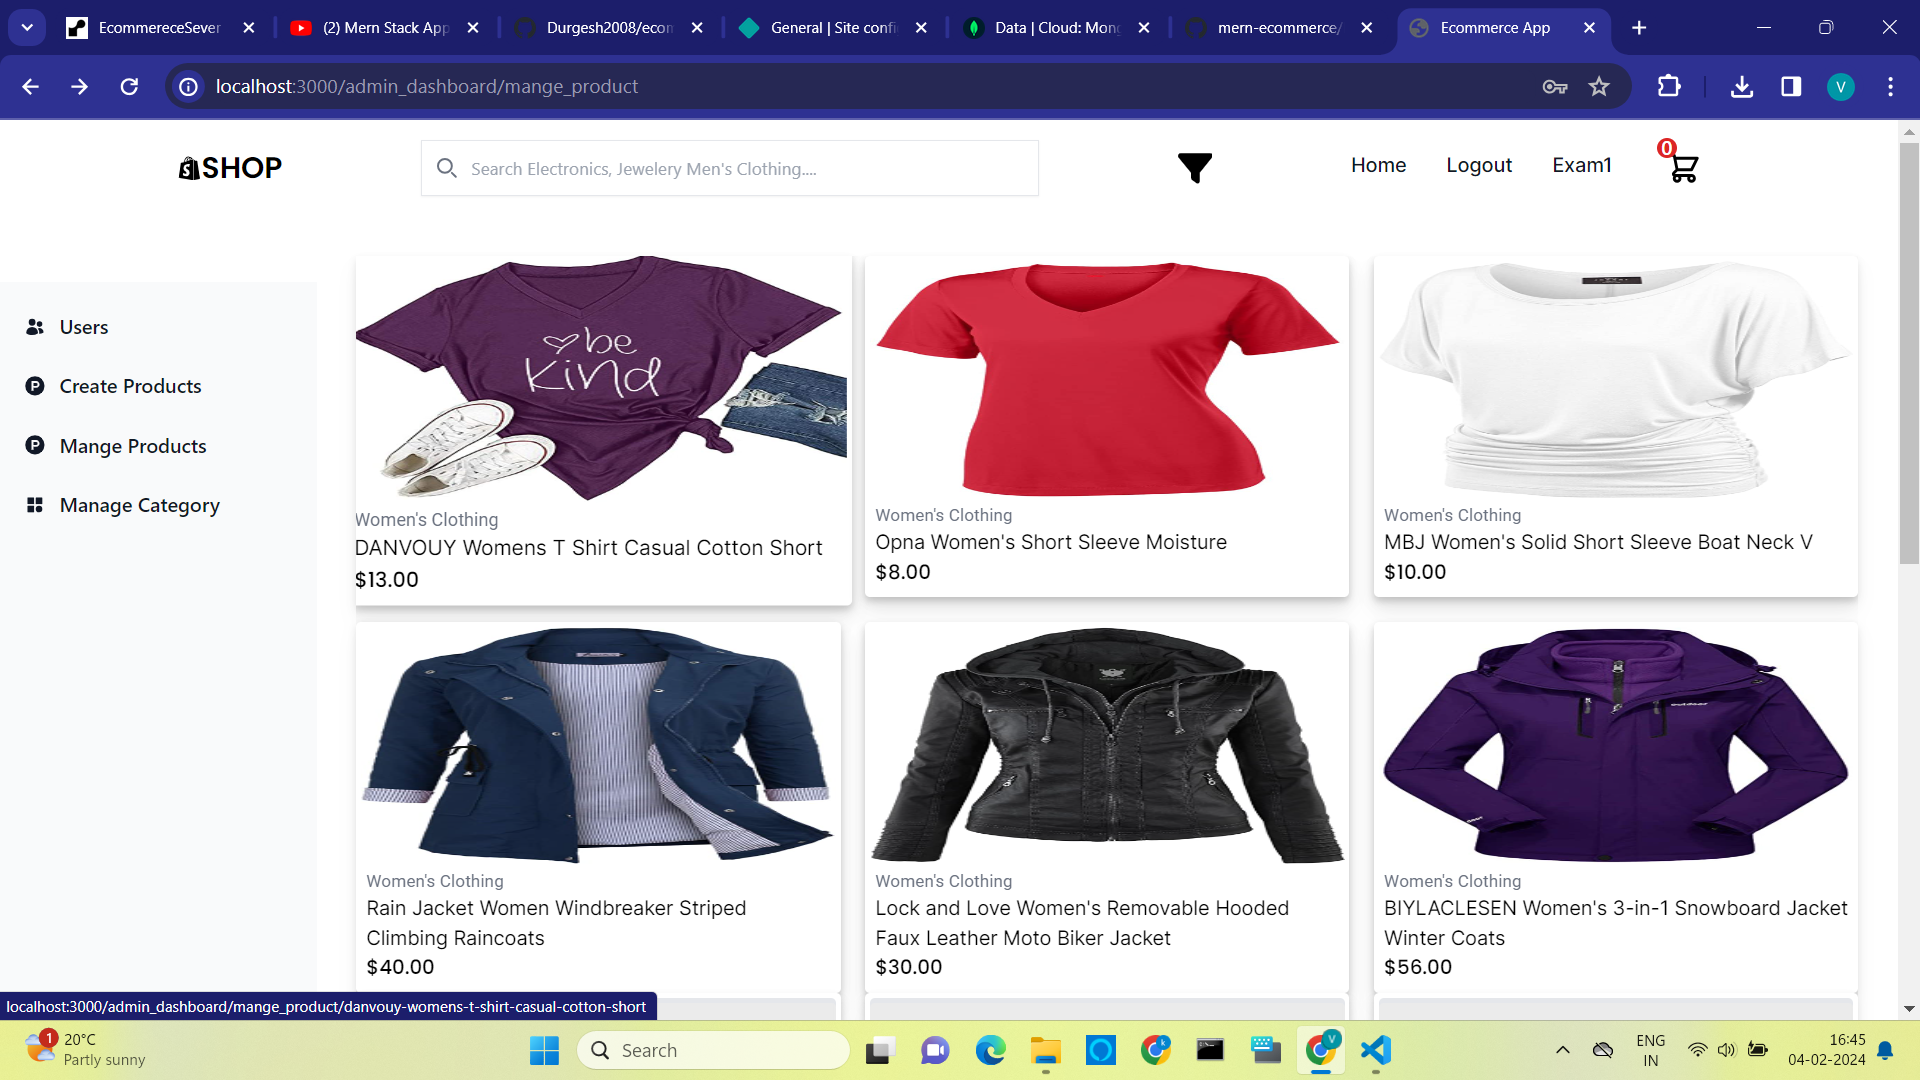 EcommereceSever
(2) Mern Stack App
Durgesh2008/econ
General | Site confi
Data | Cloud: Mong
mern-ecommerce/
Ecommerce App
localhost:3000/admin_dashboard/mange_product
V
SHOP
Search Electronics, Jewelery Men's Clothing....
Home
Logout
Exam1
0
Users
Create Products
Mange Products
Manage Category
be
kind
Women's Clothing
DANVOUY Womens T Shirt Casual Cotton Short
$13.00
Women's Clothing
Opna Women's Short Sleeve Moisture
$8.00
Women's Clothing
MBJ Women's Solid Short Sleeve Boat Neck V
$10.00
Women's Clothing
Rain Jacket Women Windbreaker Striped
Climbing Raincoats
$40.00
Women's Clothing
Lock and Love Women's Removable Hooded
Faux Leather Moto Biker Jacket
$30.00
outdoor
Women's Clothing
BIYLACLESEN Women's 3-in-1 Snowboard Jacket
Winter Coats
$56.00
localhost:3000/admin_dashboard/mange_product/danvouy-womens-t-shirt-casual-cotton-short
1
20°C
Partly sunny
Search
ENG
IN
16:45
04-02-2024